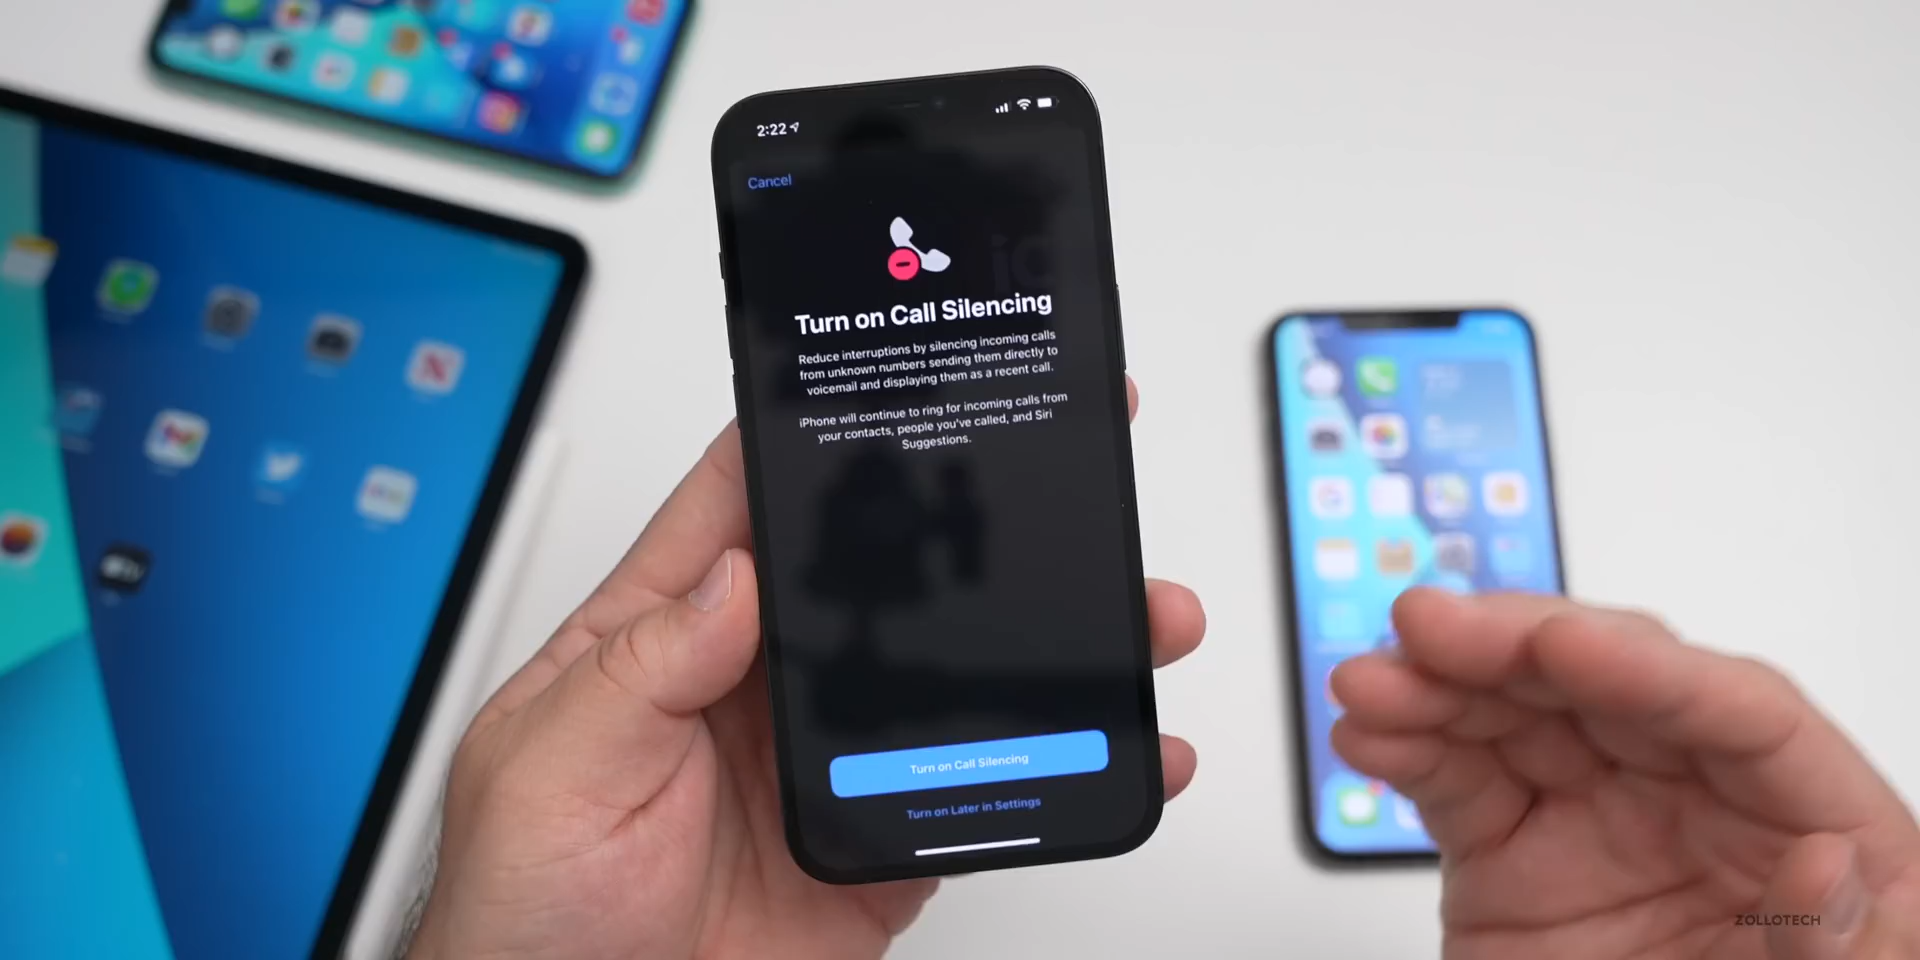 2:22
Cancel
Turn on Call Silencing
Reduce interruptions by silencing incoming calls
from unknown numbers sending them directly to
voicemail and displaying them as a recent call.
iPhone will continue to ring for incoming calls from
your contacts, people you've called, and Siri
Suggestions.
Turn on Call Silencing
Turn on Later in Settings
ZOLLOTECH